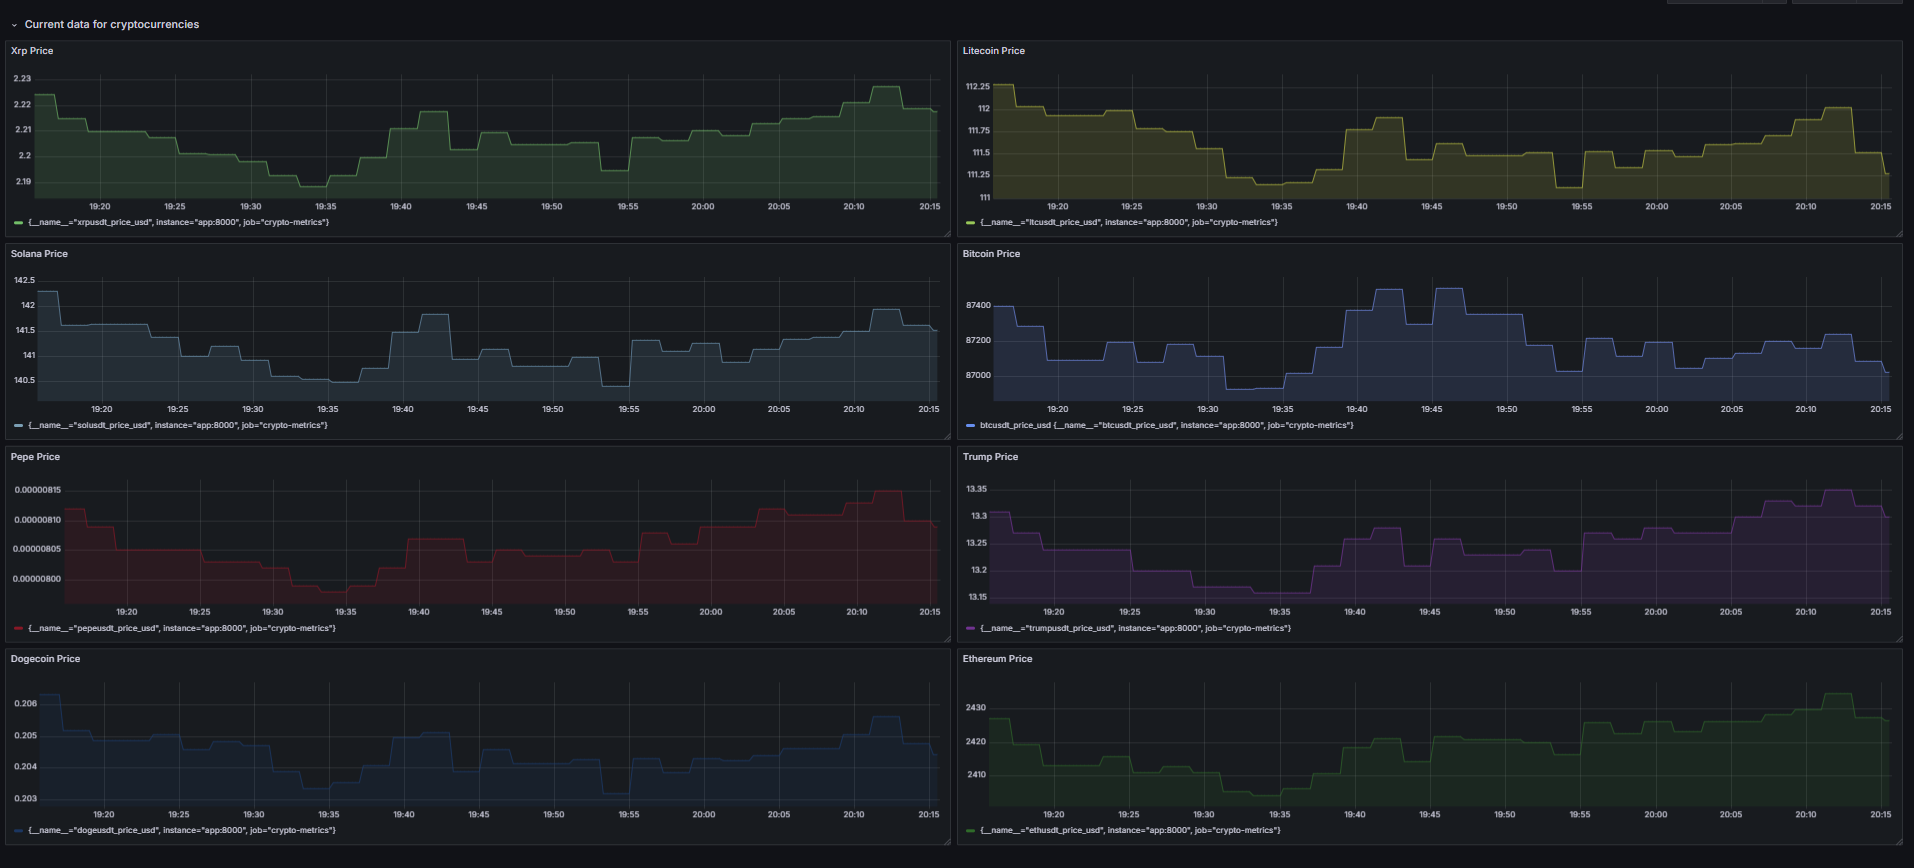 Current data for cryptocurrencies
Xrp Price
2.23
2.22
2.21
2.2
2.19
19:20 19:25 19:30 19:35 19:40 19:45 19:50 19:55 20:00 20:05 20:10 20:15
{__name__="xrpusdt_price_usd", instance="app:8000", job="crypto-metrics"}
Litecoin Price
112.25
112
111.75
111.5
111.25
111
19:20 19:25 19:30 19:35 19:40 19:45 19:50 19:55 20:00 20:05 20:10 20:15
{__name__="ltcusdt_price_usd", instance="app:8000", job="crypto-metrics"}
Solana Price
142.5
142
141.5
141
140.5
19:20 19:25 19:30 19:35 19:40 19:45 19:50 19:55 20:00 20:05 20:10 20:15
{__name__="solusdt_price_usd", instance="app:8000", job="crypto-metrics"}
Bitcoin Price
87400
87200
87000
19:20 19:25 19:30 19:35 19:40 19:45 19:50 19:55 20:00 20:05 20:10 20:15
btcusdt_price_usd {__name__="btcusdt_price_usd", instance="app:8000", job="crypto-metrics"}
Pepe Price
0.00000815
0.00000810
0.00000805
0.00000800
19:20 19:25 19:30 19:35 19:40 19:45 19:50 19:55 20:00 20:05 20:10 20:15
{__name__="pepeusdt_price_usd", instance="app:8000", job="crypto-metrics"}
Trump Price
13.35
13.3
13.25
13.2
13.15
19:20 19:25 19:30 19:35 19:40 19:45 19:50 19:55 20:00 20:05 20:10 20:15
{__name__="trumpusdt_price_usd", instance="app:8000", job="crypto-metrics"}
Dogecoin Price
0.206
0.205
0.204
0.203
19:20 19:25 19:30 19:35 19:40 19:45 19:50 19:55 20:00 20:05 20:10 20:15
{__name__="dogeusdt_price_usd", instance="app:8000", job="crypto-metrics"}
Ethereum Price
2430
2420
2410
19:20 19:25 19:30 19:35 19:40 19:45 19:50 19:55 20:00 20:05 20:10 20:15
{__name__="ethusdt_price_usd", instance="app:8000", job="crypto-metrics"}